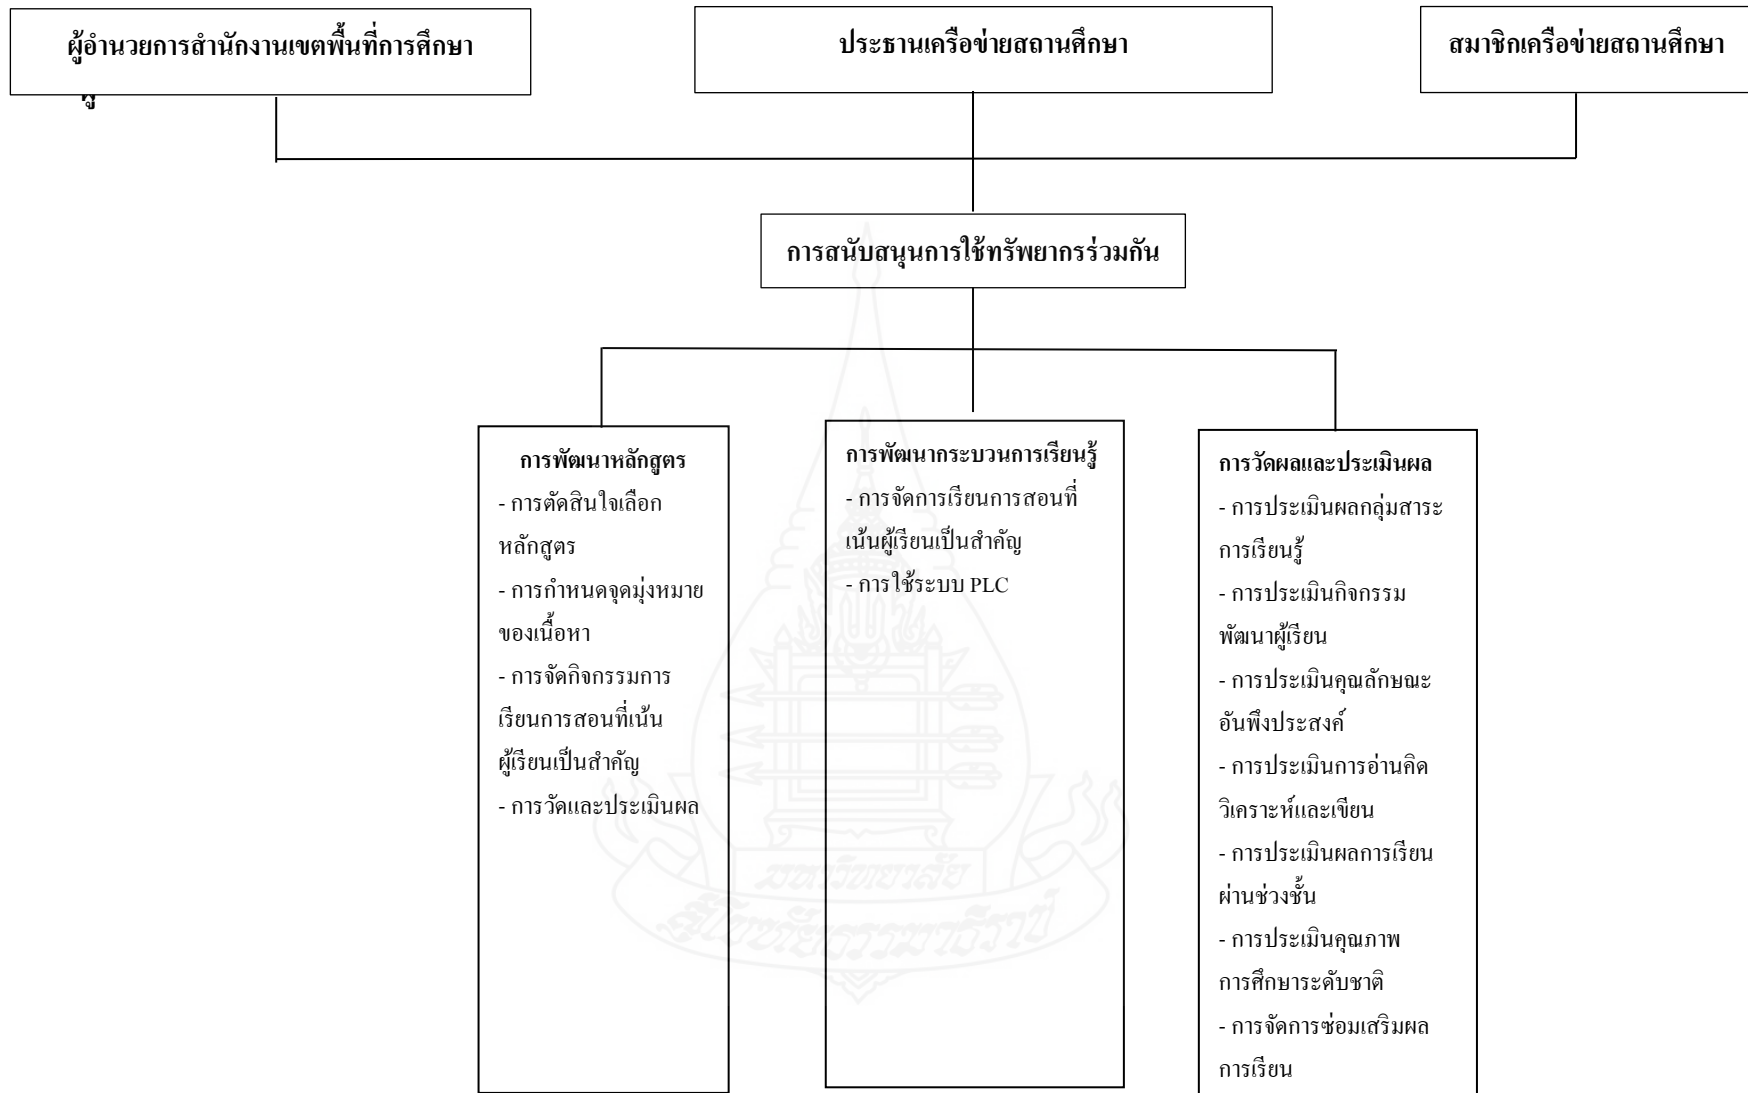 ผู้อำนวยการสำนักงานเขตพื้นที่การศึกษา
ผู้
ประธานเครือข่ายสถานศึกษา
สมาชิกเครือข่ายสถานศึกษา
การสนับสนุนการใช้ทรัพยากรร่วมกัน
การพัฒนาหลักสูตร
- การตัดสินใจเลือก
หลักสูตร
- การกำหนดจุดมุ่งหมาย
ของเนื้อหา
- การจัดกิจกรรมการ
เรียนการสอนที่เน้น
ผู้เรียนเป็นสำคัญ
- การวัดและประเมินผล
การพัฒนากระบวนการเรียนรู้
- การจัดการเรียนการสอนที่
เน้นผู้เรียนเป็นสำคัญ
- การใช้ระบบ PLC
การวัดผลและประเมินผล
- การประเมินผลกลุ่มสาระ
การเรียนรู้
- การประเมินกิจกรรม
พัฒนาผู้เรียน
- การประเมินคุณลักษณะ
อันพึงประสงค์
- การประเมินการอ่านคิด
วิเคราะห์และเขียน
- การประเมินผลการเรียน
ผ่านช่วงชั้น
- การประเมินคุณภาพ
การศึกษาระดับชาติ
- การจัดการซ่อมเสริมผล
การเรียน
มหาวิทยาลัย
สุโขทัยธรรมาธิราช